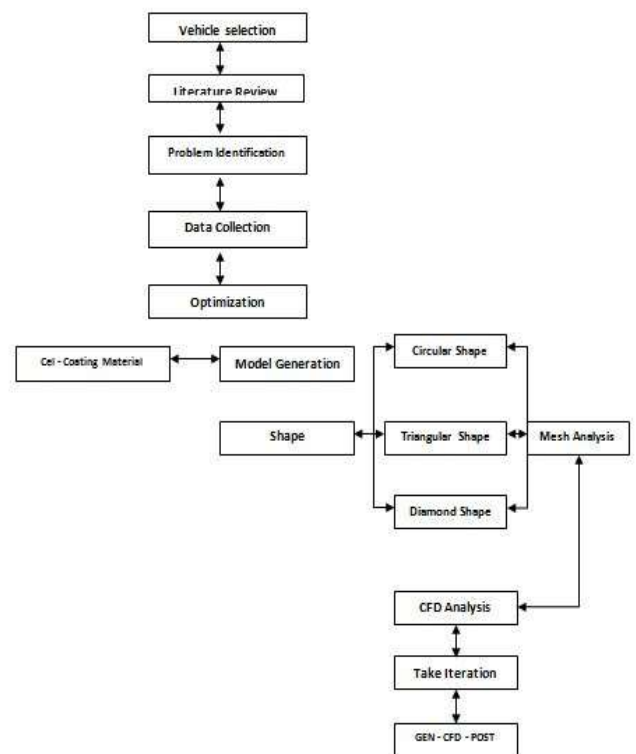 Vehicle selection
Literature Review
Problem Identification
Data Collection
Optimization
Cel - Coating Material
Model Generation
Circular Shape
Shape
Triangular Shape
Mesh Analysis
Diamond Shape
CFD Analysis
Take Iteration
GEN - CFD - POST